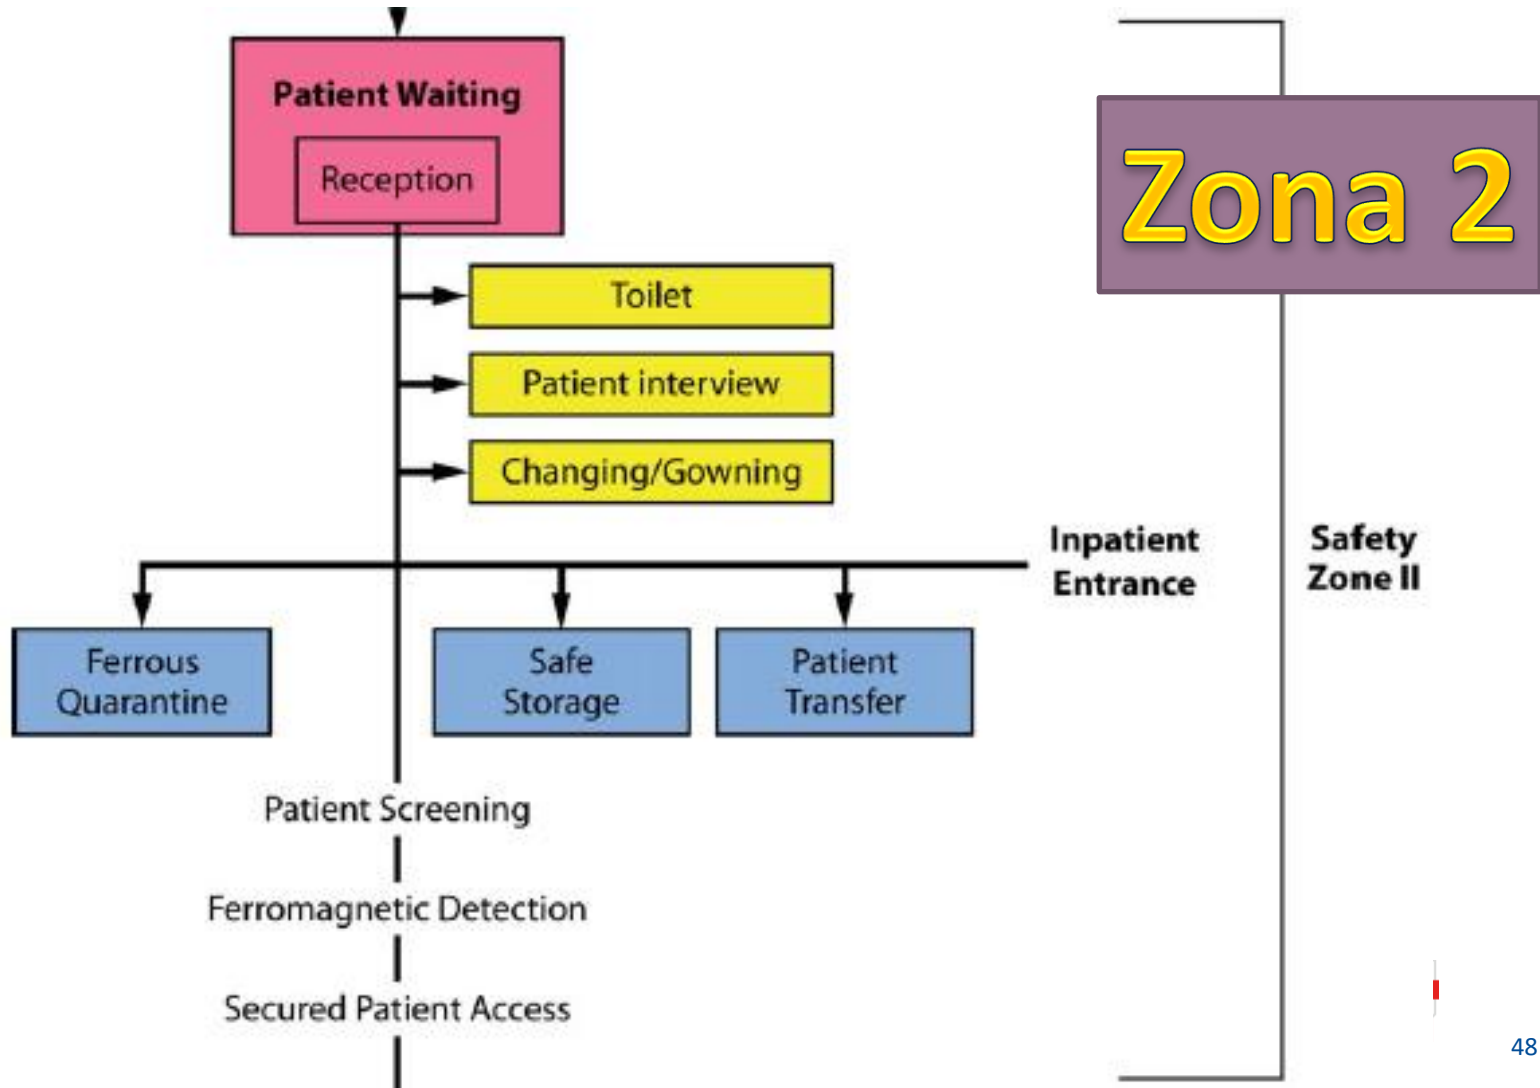 Patient Waiting
Reception
Zona 2
Toilet
Patient interview
Changing/Gowning
Inpatient
Entrance
Safety
Zone II
Ferrous
Quarantine
Safe
Storage
Patient
Transfer
Patient Screening
Ferromagnetic Detection
Secured Patient Access
48